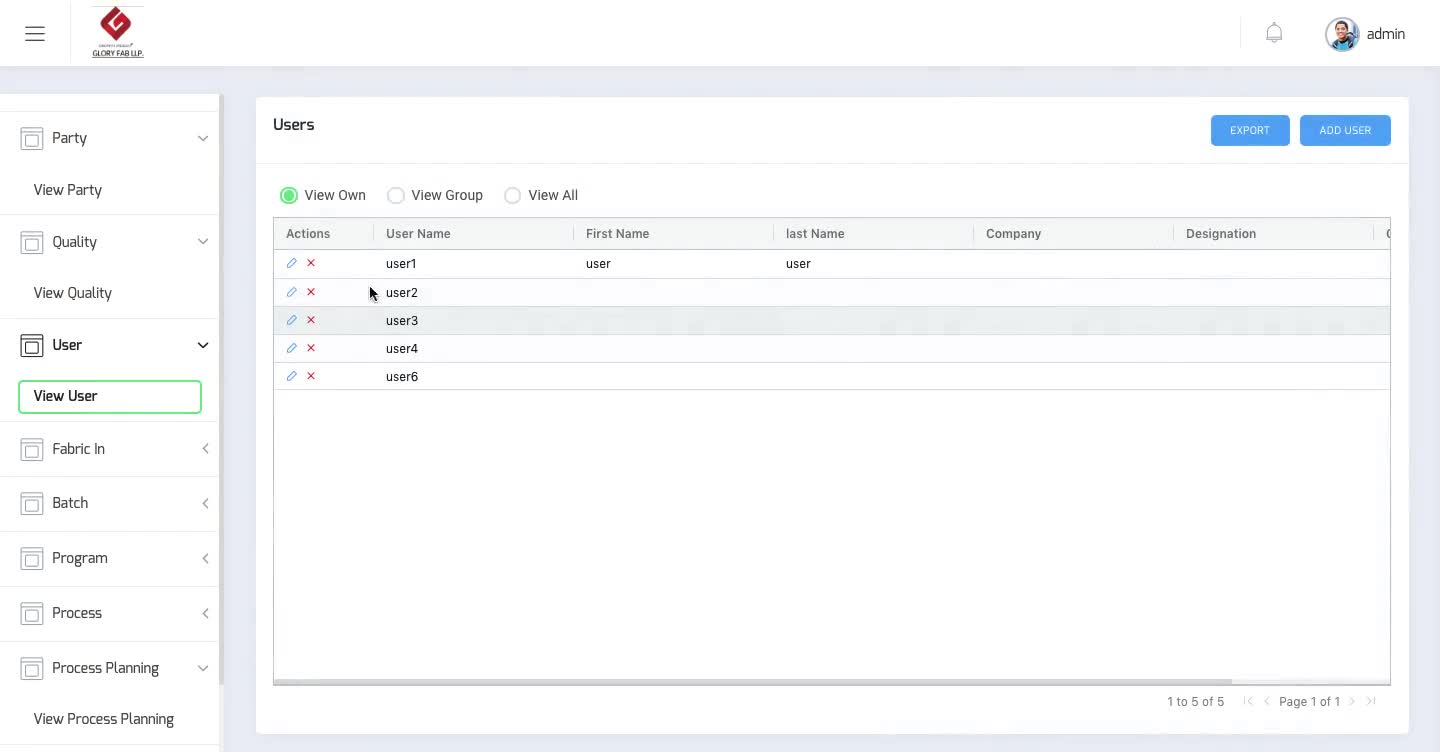 GLORY FAB LLP.
admin
Party
View Party
Quality
View Quality
User
View User
Fabric In
Batch
Program
Process
Process Planning
View Process Planning
Users
EXPORT ADD USER
View Own View Group View All
Actions User Name First Name last Name Company Designation
user1 user user
user2
user3
user4
user6
1 to 5 of 5 Page 1 of 1